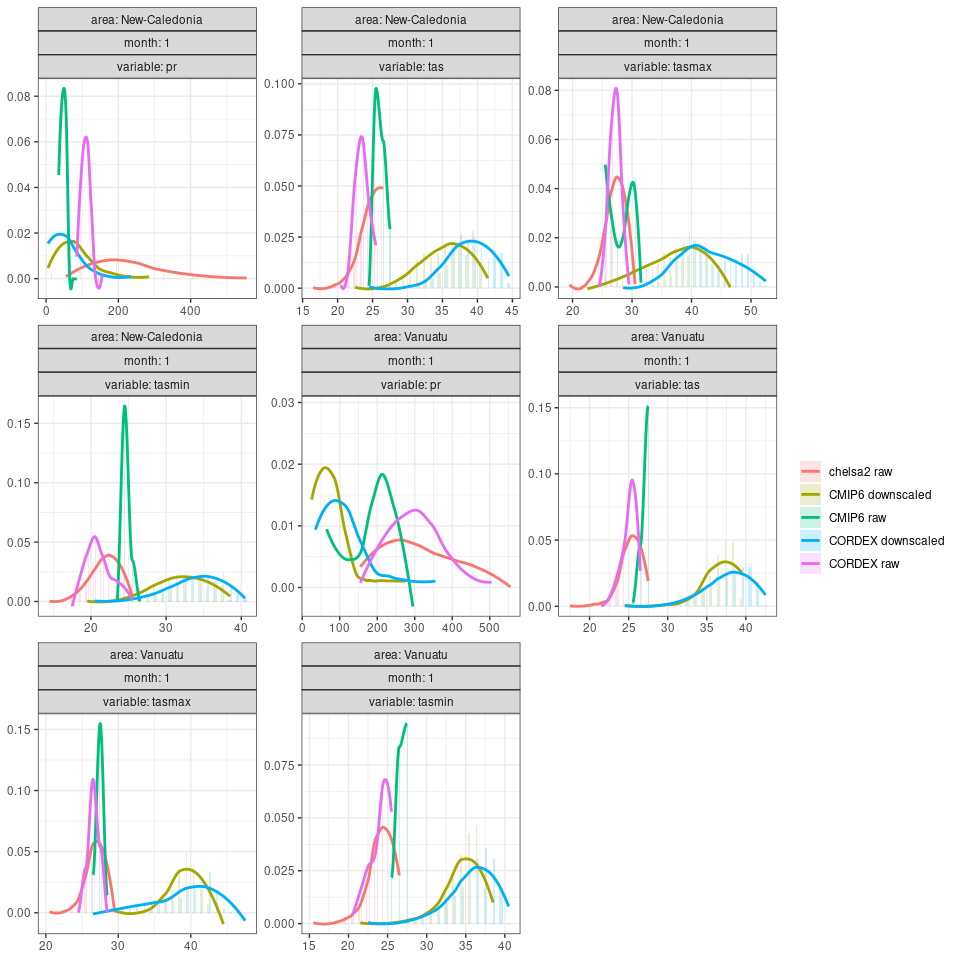 area: New-Caledonia
month: 1
variable: pr
0.08
0.06
0.04
0.02
0.00
0 200 400
area: New-Caledonia
month: 1
variable: tas
0.100
0.075
0.050
0.025
0.000
15 20 25 30 35 40 45
area: New-Caledonia
month: 1
variable: tasmax
0.08
0.06
0.04
0.02
0.00
20 30 40 50
area: New-Caledonia
month: 1
variable: tasmin
0.15
0.10
0.05
0.00
20 30 40
area: Vanuatu
month: 1
variable: pr
0.03
0.02
0.01
0.00
0 100 200 300 400 500
area: Vanuatu
month: 1
variable: tas
0.15
0.10
0.05
0.00
20 25 30 35 40
area: Vanuatu
month: 1
variable: tasmax
0.15
0.10
0.05
0.00
20 30 40
area: Vanuatu
month: 1
variable: tasmin
0.075
0.050
0.025
0.000
15 20 25 30 35 40
chelsa2 raw
CMIP6 downscaled
CMIP6 raw
CORDEX downscaled
CORDEX raw